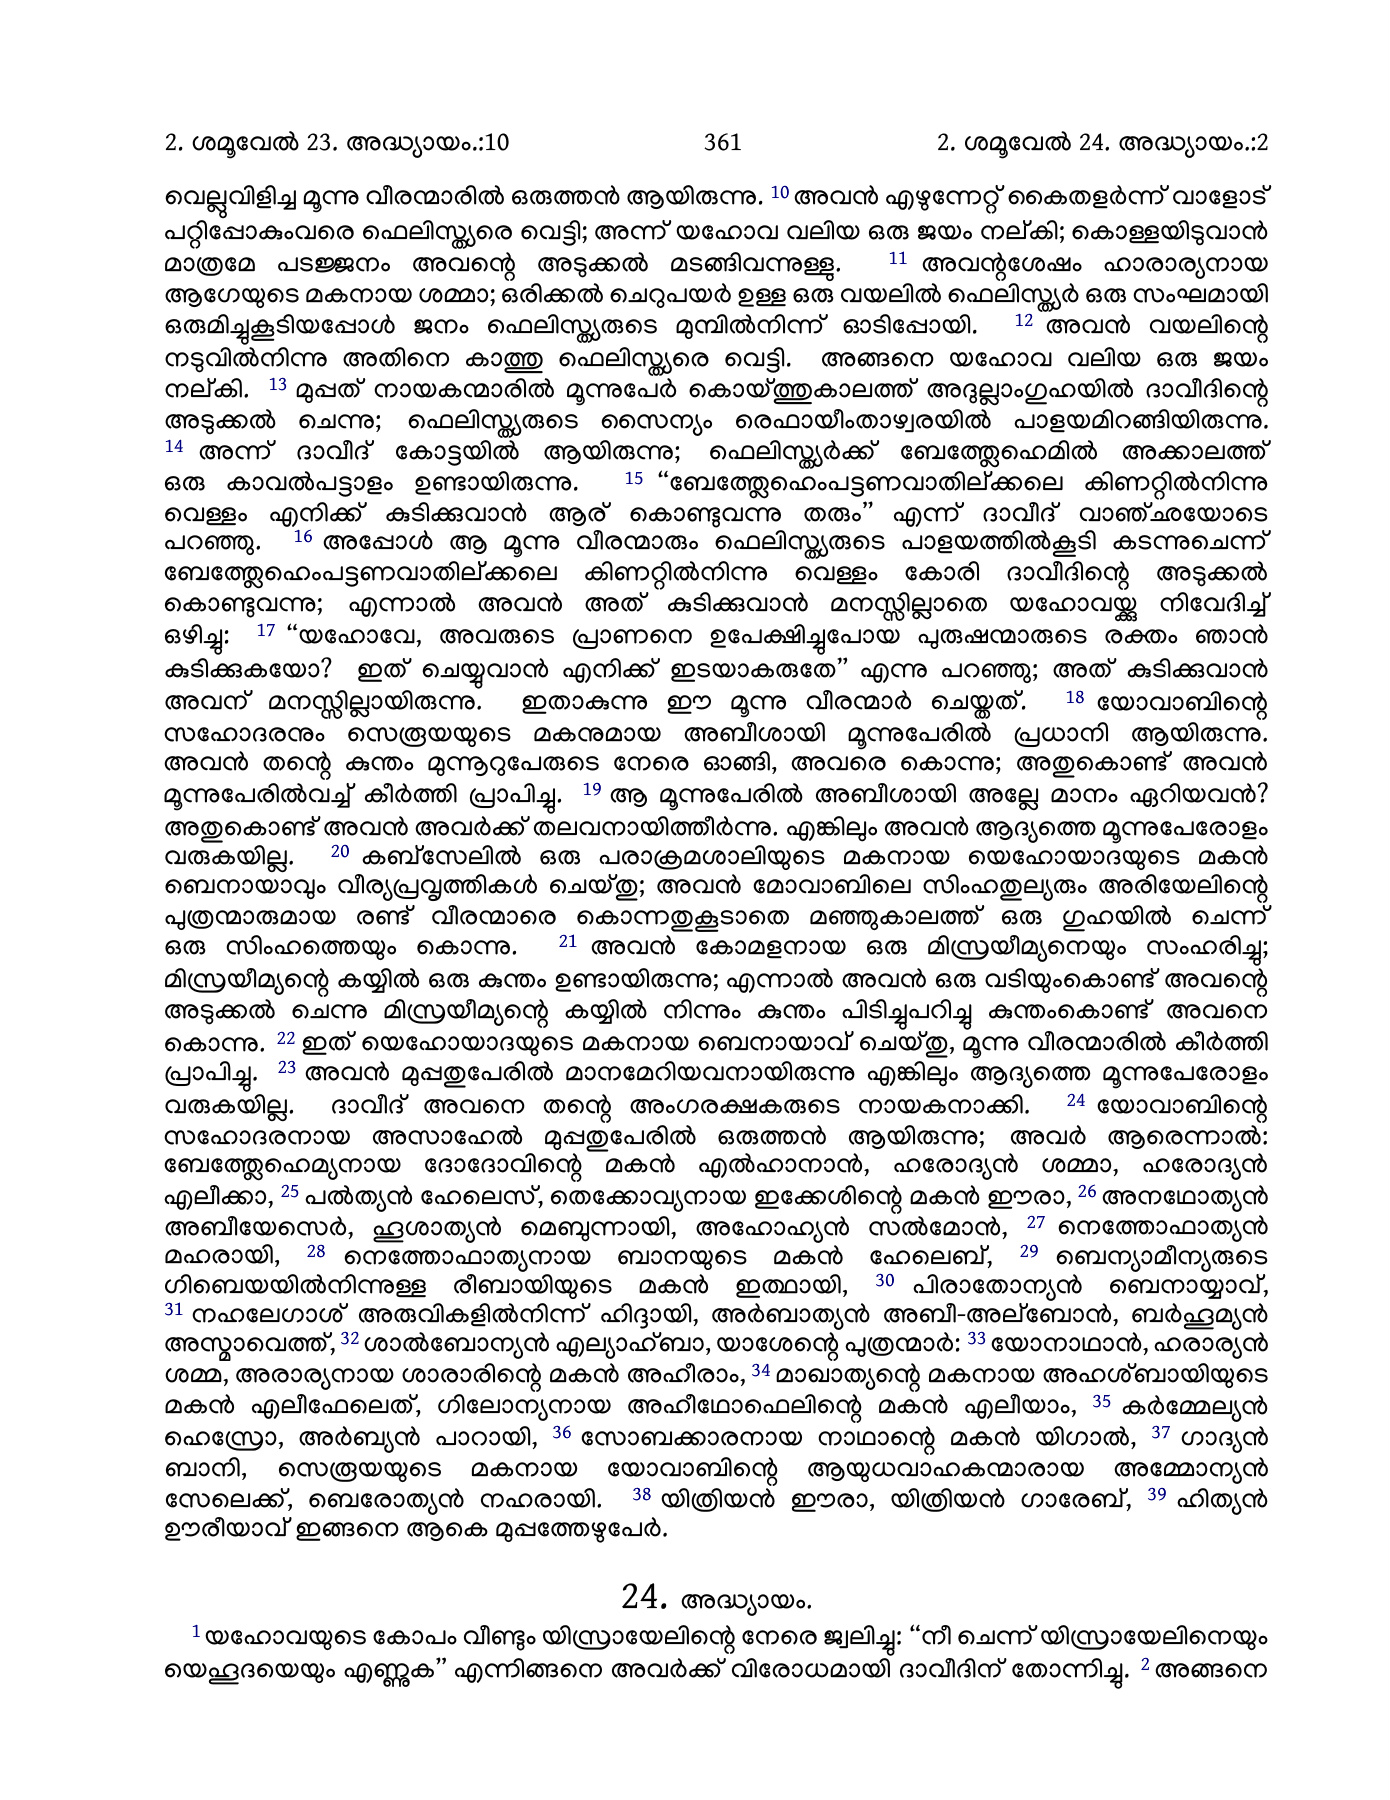 2. ശമൂവേൽ 23. അദ്ധ്യായം.:10 361 2. ശമൂവേൽ 24. അദ്ധ്യായം.:2
വെല്ലുവിളിച്ച മൂന്നു വീരന്മാരിൽ ഒരുത്തൻ ആയിരുന്നു. 10 അവൻ എഴുന്നേറ്റ് കൈതളർന്ന് വാളോട്
പറ്റിപ്പോകുംവരെ ഫെലിസ്ത്യരെ വെട്ടി; അന്ന് യഹോവ വലിയ ഒരു ജയം നല്കി; കൊള്ളയിടുവാൻ
മാത്രമേ പടജ്ജനം അവന്റെ അടുക്കൽ മടങ്ങിവന്നുള്ളു. 11 അവന്റശേഷം ഹാരാര്യനായ
ആഗേയുടെ മകനായ ശമ്മാ; ഒരിക്കൽ ചെറുപയർ ഉള്ള ഒരു വയലിൽ ഫെലിസ്ത്യർ ഒരു സംഘമായി
ഒരുമിച്ചുകൂടിയപ്പോൾ ജനം ഫെലിസ്ത്യരുടെ മുമ്പിൽനിന്ന് ഓടിപ്പോയി. 12 അവൻ വയലിന്റെ
നടുവിൽനിന്നു അതിനെ കാത്തു ഫെലിസ്ത്യരെ വെട്ടി. അങ്ങനെ യഹോവ വലിയ ഒരു ജയം
നല്കി. 13 മുപ്പത് നായകന്മാരിൽ മൂന്നുപേർ കൊയ്ത്തുകാലത്ത് അദുല്ലാംഗുഹയിൽ ദാവീദിന്റെ
അടുക്കൽ ചെന്നു; ഫെലിസ്ത്യരുടെ സൈന്യം രെഫായീംതാഴ്വരയിൽ പാളയമിറങ്ങിയിരുന്നു.
14 അന്ന് ദാവീദ് കോട്ടയിൽ ആയിരുന്നു; ഫെലിസ്ത്യർക്ക് ബേത്ത്ലേഹെമിൽ അക്കാലത്ത്
ഒരു കാവൽപട്ടാളം ഉണ്ടായിരുന്നു. 15 “ബേത്ത്ലേഹെംപട്ടണവാതില്ക്കലെ കിണറ്റിൽനിന്നു
വെള്ളം എനിക്ക് കുടിക്കുവാൻ ആര് കൊണ്ടുവന്നു തരും” എന്ന് ദാവീദ് വാഞ്ഛയോടെ
പറഞ്ഞു. 16 അപ്പോൾ ആ മൂന്നു വീരന്മാരും ഫെലിസ്ത്യരുടെ പാളയത്തിൽകൂടി കടന്നുചെന്ന്
ബേത്ത്ലേഹെംപട്ടണവാതില്ക്കലെ കിണറ്റിൽനിന്നു വെള്ളം കോരി ദാവീദിന്റെ അടുക്കൽ
കൊണ്ടുവന്നു; എന്നാൽ അവൻ അത് കുടിക്കുവാൻ മനസ്സില്ലാതെ യഹോവയ്ക്കു നിവേദിച്ച്
ഒഴിച്ചു: 17 “യഹോവേ, അവരുടെ പ്രാണനെ ഉപേക്ഷിച്ചുപോയ പുരുഷന്മാരുടെ രക്തം ഞാൻ
കുടിക്കുകയോ? ഇത് ചെയ്യുവാൻ എനിക്ക് ഇടയാകരുതേ” എന്നു പറഞ്ഞു; അത് കുടിക്കുവാൻ
അവന് മനസ്സില്ലായിരുന്നു. ഇതാകുന്നു ഈ മൂന്നു വീരന്മാർ ചെയ്തത്. 18 യോവാബിന്റെ
സഹോദരനും സെരൂയയുടെ മകനുമായ അബീശായി മൂന്നുപേരിൽ പ്രധാനി ആയിരുന്നു.
അവൻ തന്റെ കുന്തം മുന്നൂറുപേരുടെ നേരെ ഓങ്ങി, അവരെ കൊന്നു; അതുകൊണ്ട് അവൻ
മൂന്നുപേരിൽവച്ച് കീർത്തി പ്രാപിച്ചു. 19 ആ മൂന്നുപേരിൽ അബീശായി അല്ലേ മാനം ഏറിയവൻ?
അതുകൊണ്ട് അവൻ അവർക്ക് തലവനായിത്തീർന്നു. എങ്കിലും അവൻ ആദ്യത്തെ മൂന്നുപേരോളം
വരുകയില്ല. 20 കബ്സേലിൽ ഒരു പരാക്രമശാലിയുടെ മകനായ യെഹോയാദയുടെ മകൻ
ബെനായാവും വീര്യപ്രവൃത്തികൾ ചെയ്തു; അവൻ മോവാബിലെ സിംഹതുല്യരും അരിയേലിന്റെ
പുത്രന്മാരുമായ രണ്ട് വീരന്മാരെ കൊന്നതുകൂടാതെ മഞ്ഞുകാലത്ത് ഒരു ഗുഹയിൽ ചെന്ന്
ഒരു സിംഹത്തെയും കൊന്നു. 21 അവൻ കോമളനായ ഒരു മിസ്രയീമ്യനെയും സംഹരിച്ചു;
മിസ്രയീമ്യന്റെ കയ്യിൽ ഒരു കുന്തം ഉണ്ടായിരുന്നു; എന്നാൽ അവൻ ഒരു വടിയുംകൊണ്ട് അവന്റെ
അടുക്കൽ ചെന്നു മിസ്രയീമ്യന്റെ കയ്യിൽ നിന്നും കുന്തം പിടിച്ചുപറിച്ചു കുന്തംകൊണ്ട് അവനെ
കൊന്നു. 22 ഇത് യെഹോയാദയുടെ മകനായ ബെനായാവ് ചെയ്തു, മൂന്നു വീരന്മാരിൽ കീർത്തി
പ്രാപിച്ചു. 23 അവൻ മുപ്പതുപേരിൽ മാനമേറിയവനായിരുന്നു എങ്കിലും ആദ്യത്തെ മൂന്നുപേരോളം
വരുകയില്ല. ദാവീദ് അവനെ തന്റെ അംഗരക്ഷകരുടെ നായകനാക്കി. 24 യോവാബിന്റെ
സഹോദരനായ അസാഹേൽ മുപ്പതുപേരിൽ ഒരുത്തൻ ആയിരുന്നു; അവർ ആരെന്നാൽ:
ബേത്ത്ലേഹെമ്യനായ ദോദോവിന്റെ മകൻ എൽഹാനാൻ, ഹരോദ്യൻ ശമ്മാ, ഹരോദ്യൻ
എലീക്കാ, 25 പൽത്യൻ ഹേലെസ്, തെക്കോവ്യനായ ഇക്കേശിന്റെ മകൻ ഈരാ, 26 അനഥോത്യൻ
അബീയേസെർ, ഹൂശാത്യൻ മെബുന്നായി, അഹോഹ്യൻ സൽമോൻ, 27 നെത്തോഫാത്യൻ
മഹരായി, 28 നെത്തോഫാത്യനായ ബാനയുടെ മകൻ ഹേലെബ്, 29 ബെന്യാമീന്യരുടെ
ഗിബെയയിൽനിന്നുള്ള രീബായിയുടെ മകൻ ഇത്ഥായി, 30 പിരാതോന്യൻ ബെനായ്യാവ്,
31 നഹലേഗാശ് അരുവികളിൽനിന്ന് ഹിദ്ദായി, അർബാത്യൻ അബീ-അല്ബോൻ, ബർഹൂമ്യൻ
അസ്മാവെത്ത്, 32 ശാൽബോന്യൻ എല്യാഹ്ബാ, യാശേന്റെ പുത്രന്മാർ: 33 യോനാഥാൻ, ഹരാര്യൻ
ശമ്മ, അരാര്യനായ ശാരാരിന്റെ മകൻ അഹീരാം, 34 മാഖാത്യന്റെ മകനായ അഹശ്ബായിയുടെ
മകൻ എലീഫേലെത്, ഗിലോന്യനായ അഹീഥോഫെലിന്റെ മകൻ എലീയാം, 35 കർമ്മേല്യൻ
ഹെസ്രോ, അർബ്യൻ പാറായി, 36 സോബക്കാരനായ നാഥാന്റെ മകൻ യിഗാൽ, 37 ഗാദ്യൻ
ബാനി, സെരൂയയുടെ മകനായ യോവാബിന്റെ ആയുധവാഹകന്മാരായ അമ്മോന്യൻ
സേലെക്ക്, ബെരോത്യൻ നഹരായി. 38 യിത്രിയൻ ഈരാ, യിത്രിയൻ ഗാരേബ്, 39 ഹിത്യൻ
ഊരീയാവ് ഇങ്ങനെ ആകെ മുപ്പത്തേഴുപേർ.
24. അദ്ധ്യായം.
1 യഹോവയുടെ കോപം വീണ്ടും യിസ്രായേലിന്റെ നേരെ ജ്വലിച്ചു: “നീ ചെന്ന് യിസ്രായേലിനെയും
യെഹൂദയെയും എണ്ണുക” എന്നിങ്ങനെ അവർക്ക് വിരോധമായി ദാവീദിന് തോന്നിച്ചു. 2 അങ്ങനെ